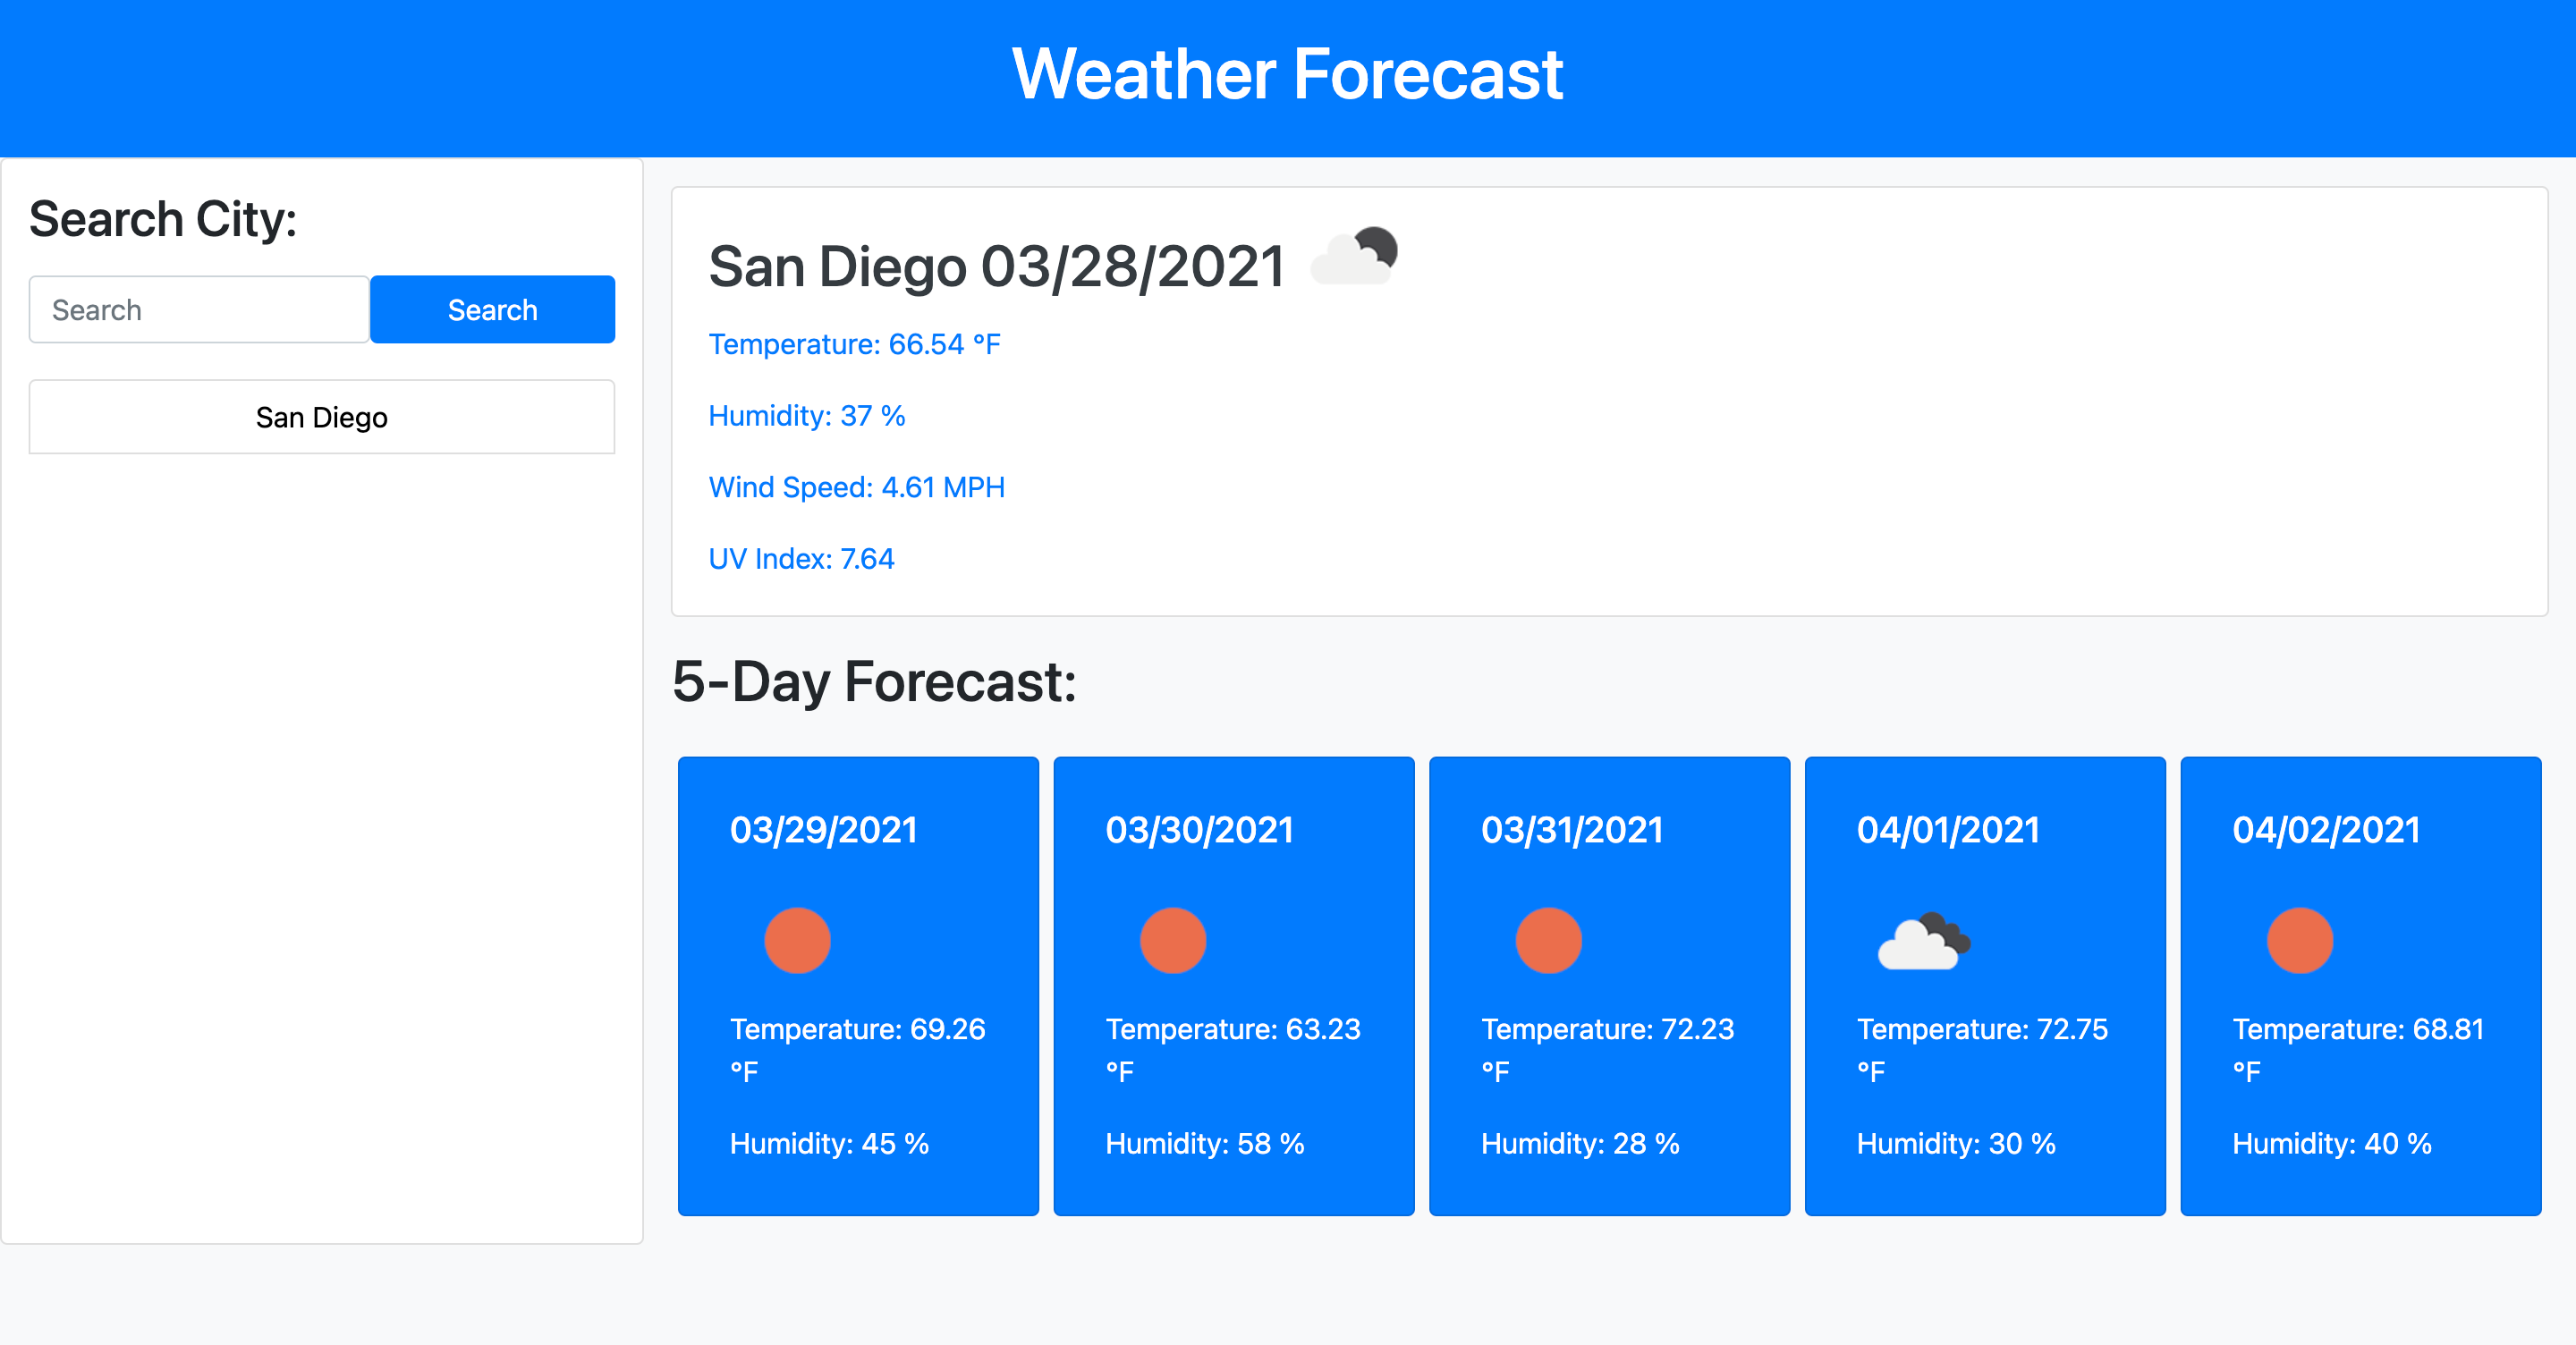 Weather Forecast
Search City:
Search
Search
San Diego
San Diego 03/28/2021
Temperature: 66.54 °F
Humidity: 37 %
Wind Speed: 4.61 MPH
UV Index: 7.64
5-Day Forecast:
03/29/2021
Temperature: 69.26
°F
Humidity: 45 %
03/30/2021
Temperature: 63.23
°F
Humidity: 58 %
03/31/2021
Temperature: 72.23
°F
Humidity: 28 %
04/01/2021
Temperature: 72.75
°F
Humidity: 30 %
04/02/2021
Temperature: 68.81
°F
Humidity: 40 %